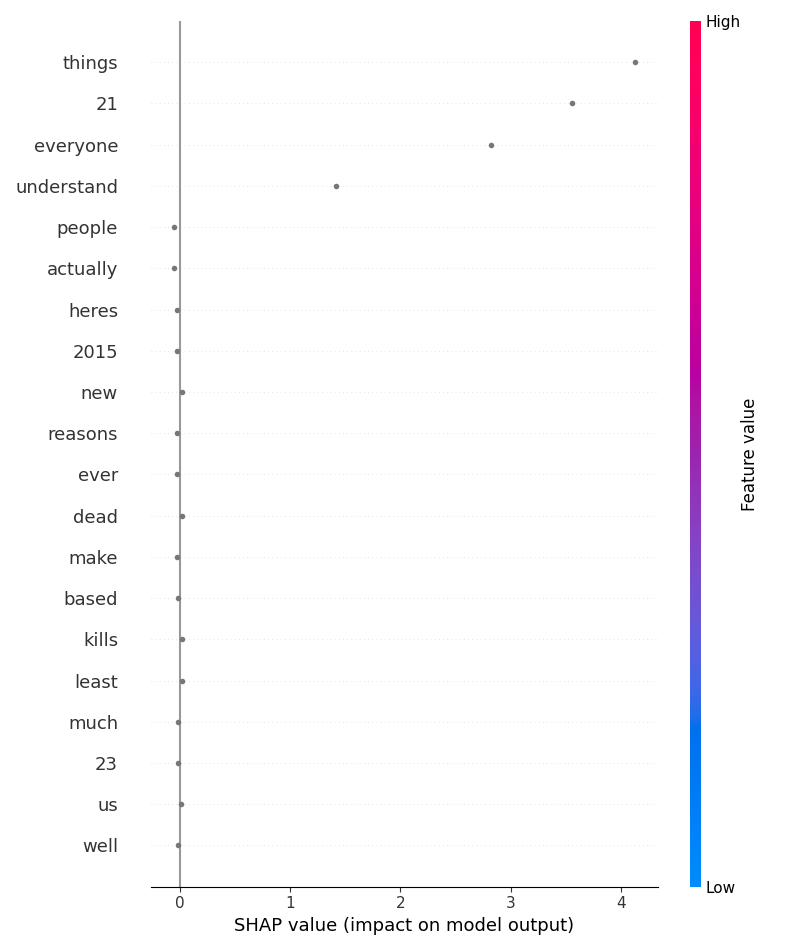 High
things
21
everyone
understand
people
actually
heres
2015
new
reasons
ever
dead
make
based
kills
least
much
23
us
well
Feature value
Low
0 1 2 3 4
SHAP value (impact on model output)